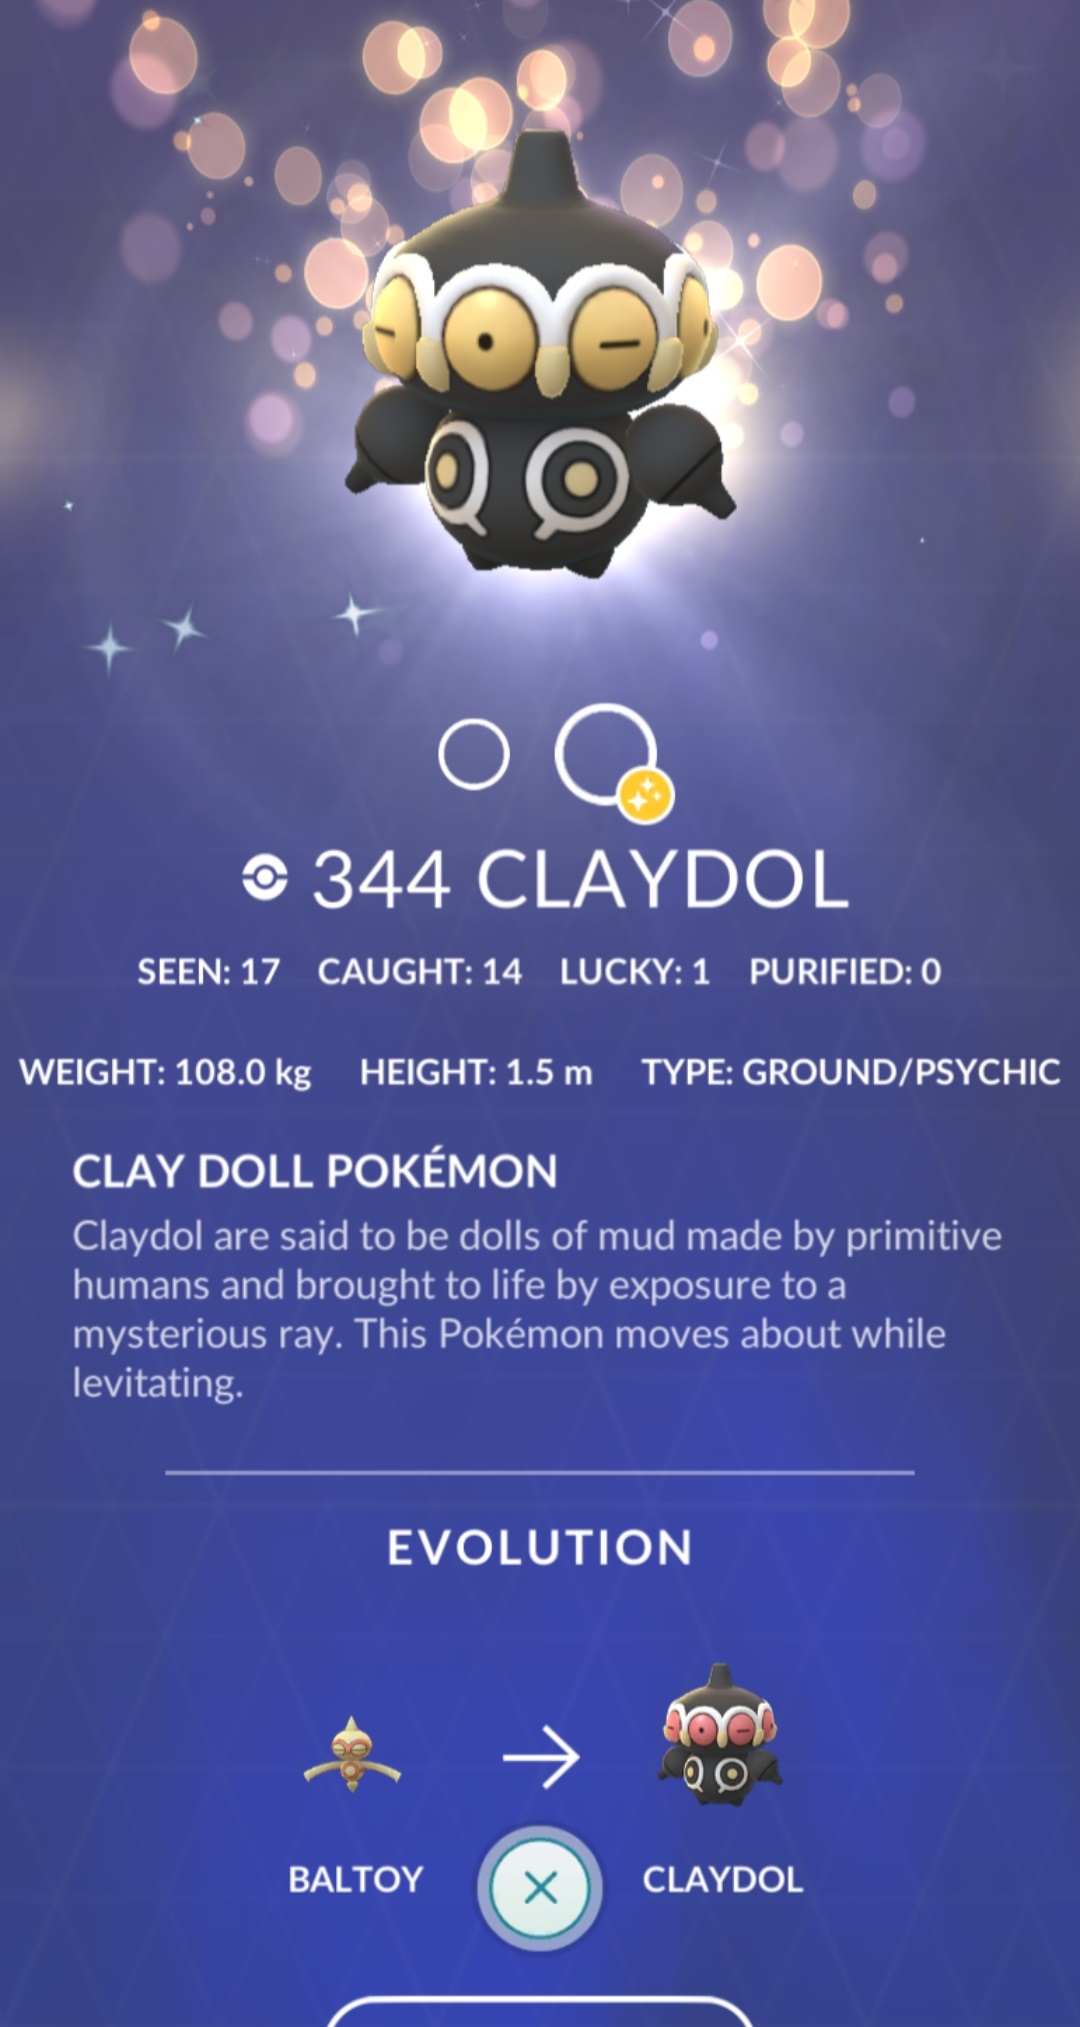 344 CLAYDOL
SEEN: 17 CAUGHT: 14 LUCKY: 1 PURIFIED: 0
WEIGHT: 108.0 kg HEIGHT: 1.5 m TYPE: GROUND/PSYCHIC
CLAY DOLL POKÉMON
Claydol are said to be dolls of mud made by primitive
humans and brought to life by exposure to a
mysterious ray. This Pokémon moves about while
levitating.
EVOLUTION
BALTOY CLAYDOL